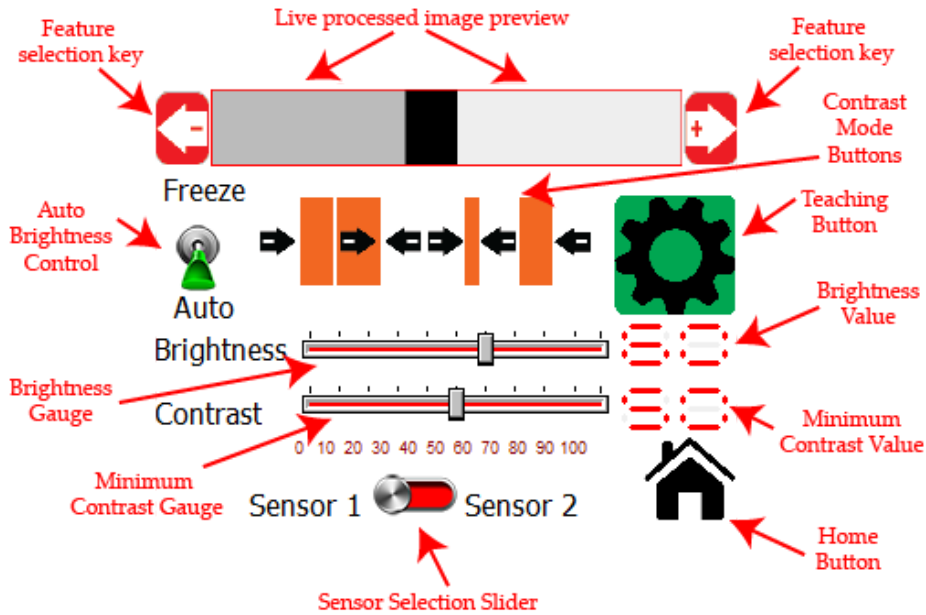 Live processed image preview
Feature
selection key
Feature
selection key
-
+
Contrast
Mode
Buttons
Freeze
Auto
Brightness
Control
Teaching
Button
Auto
Brightness
Value
Brightness
Brightness
Gauge
Contrast
Minimum
Contrast Value
0 10 20 30 40 50 60 70 80 90 100
Minimum
Contrast Gauge
Sensor 1
Sensor 2
Home
Button
Sensor Selection Slider